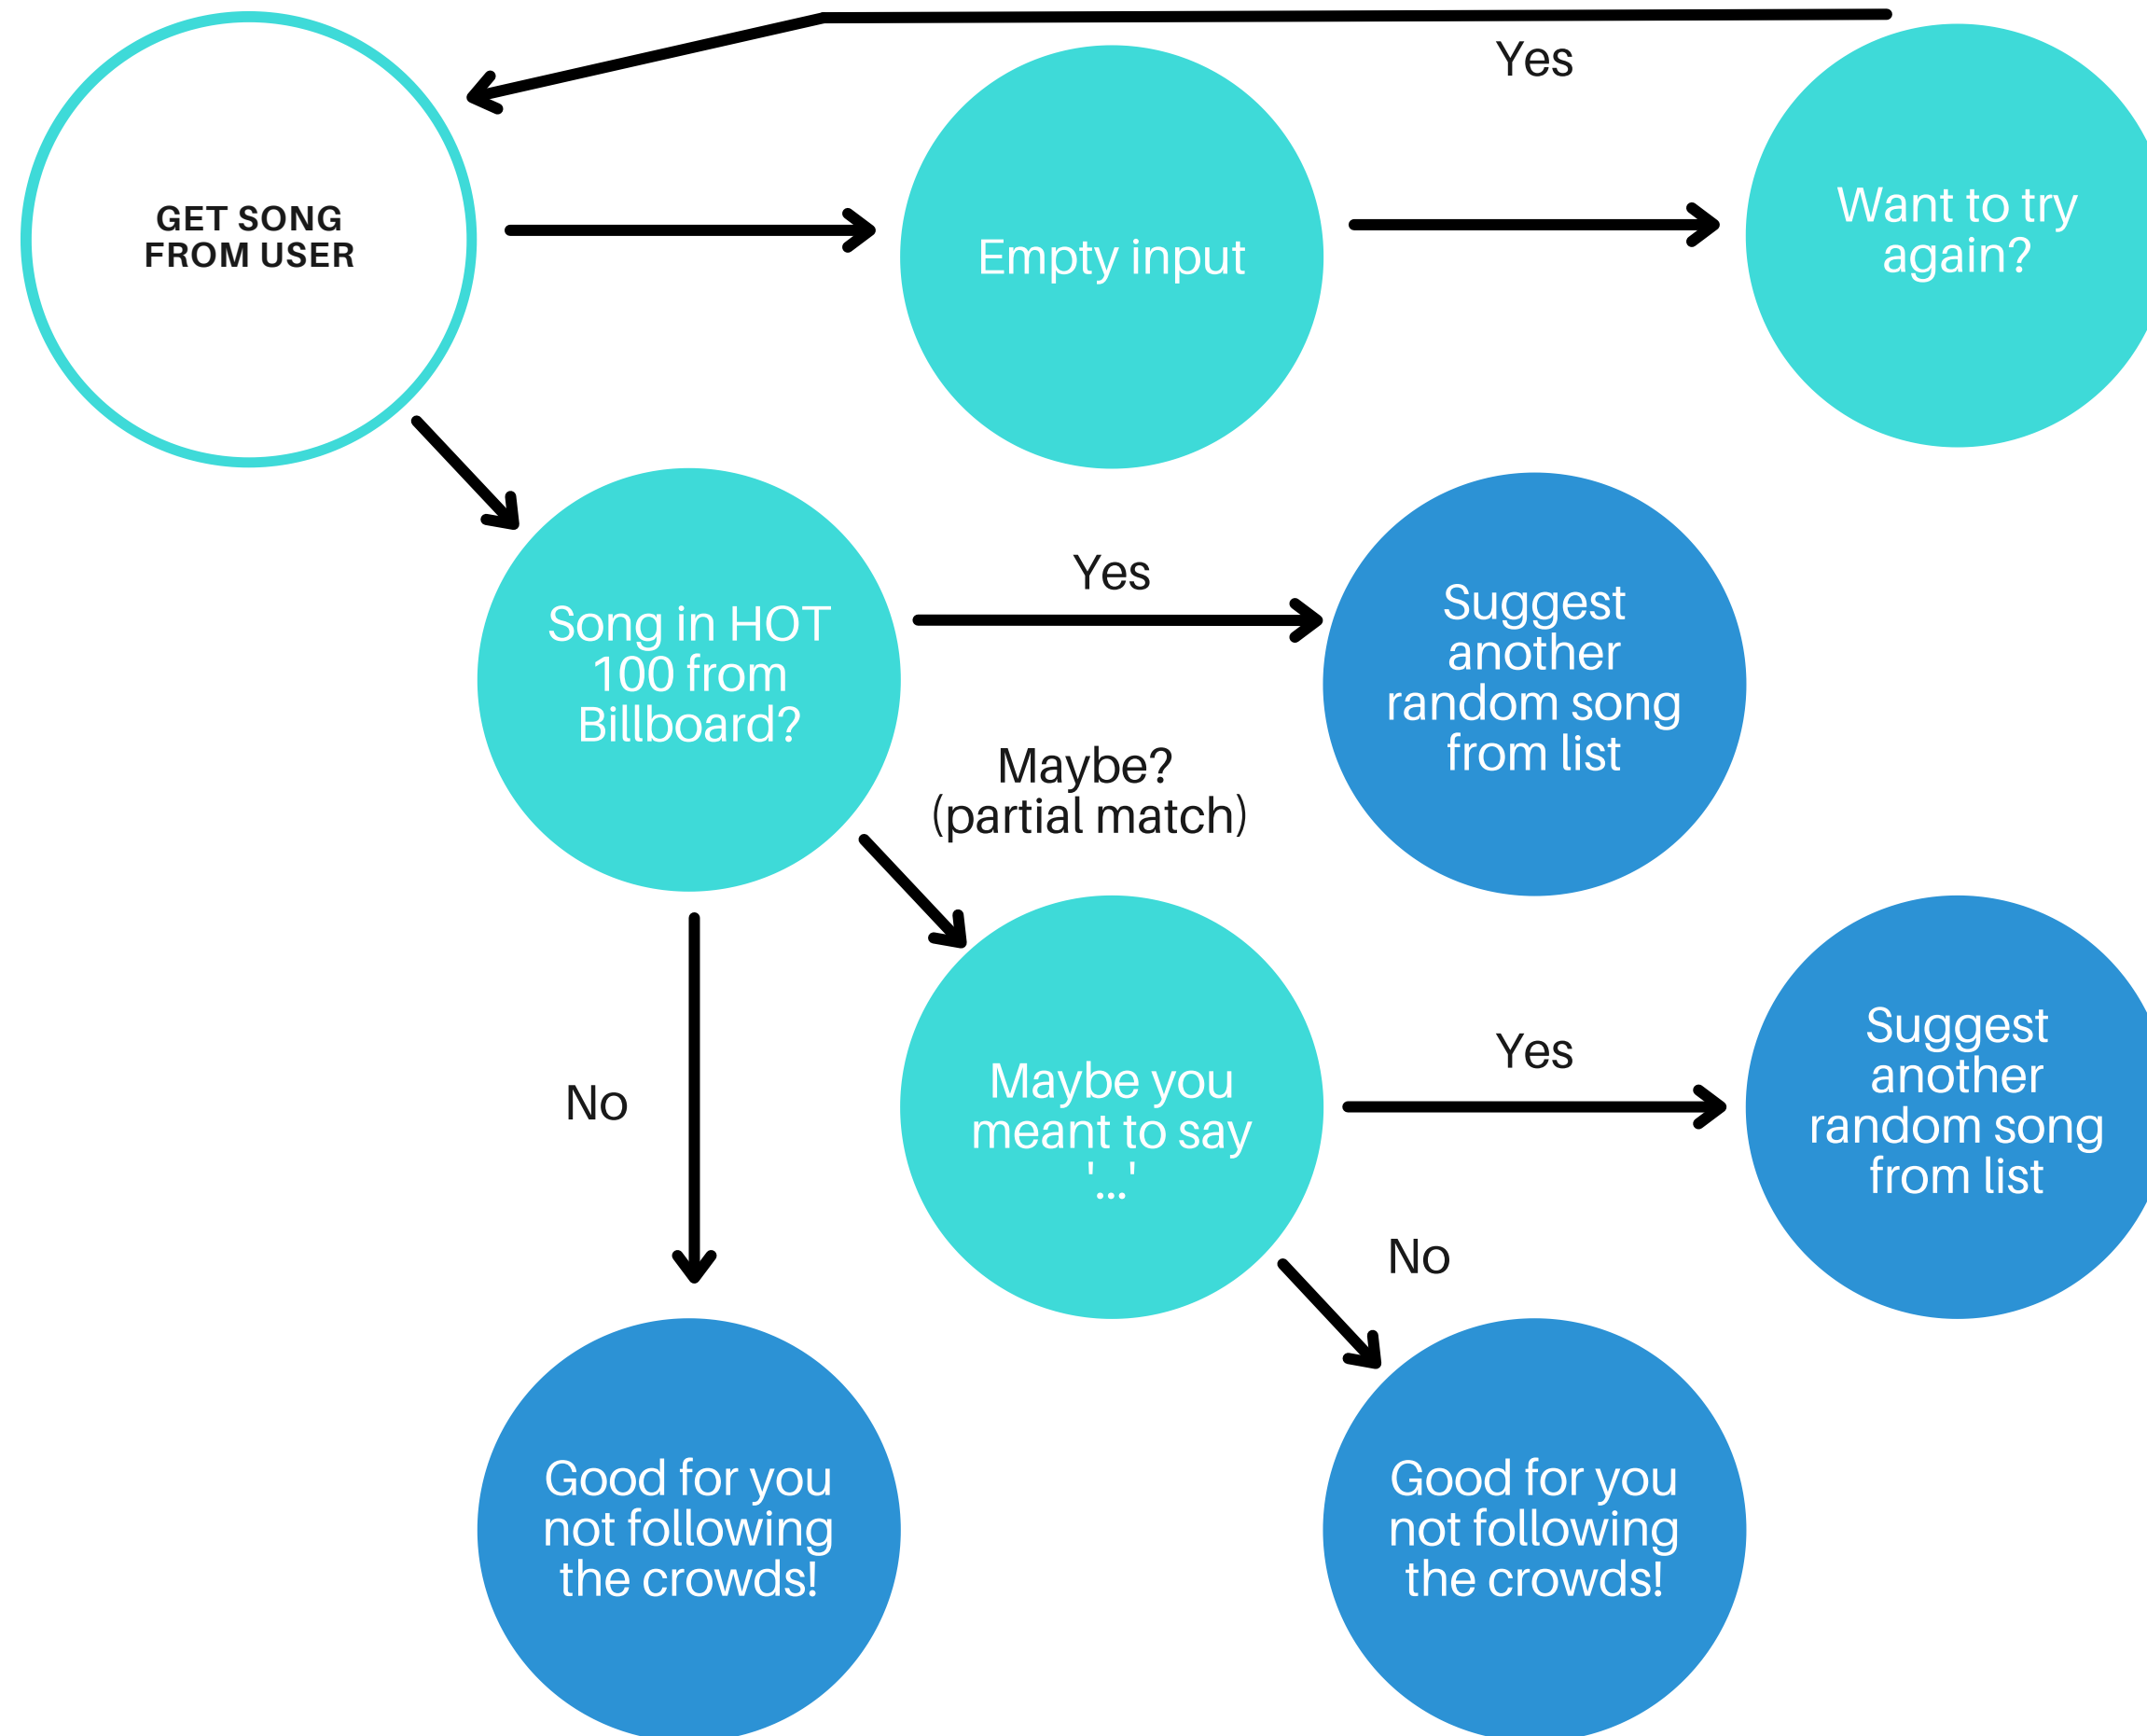 Yes
GET SONG
FROM USER
Empty input
Want to try
again?
Song in HOT
100 from
Billboard?
Yes
Suggest
another
random song
from list
Maybe?
(partial match)
No
Maybe you
meant to say
'...'
Yes
Suggest
another
random song
from list
No
Good for you
not following
the crowds!
Good for you
not following
the crowds!